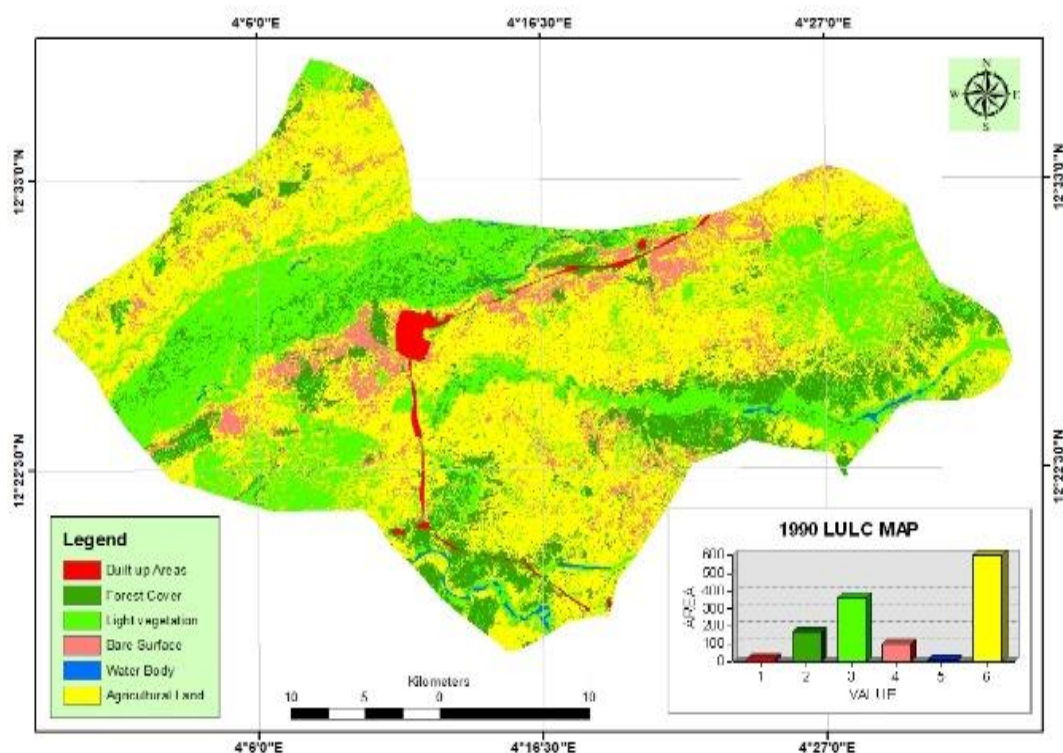 4°6'0"E 4°16'30"E 4°27'0"E
N
W E
S
12°33'0"N 12°33'0"N
12°22'30"N 12°22'30"N
Legend
Built up Areas
Forest Cover
Light vegetation
Bare Surface
Water Body
Agricultural Land
Kilometers
10 5 0 10
1990 LULC MAP
AREA
600
500
400
300
200
100
0
1 2 3 4 5 6
VALUE
4°6'0"E 4°16'30"E 4°27'0"E